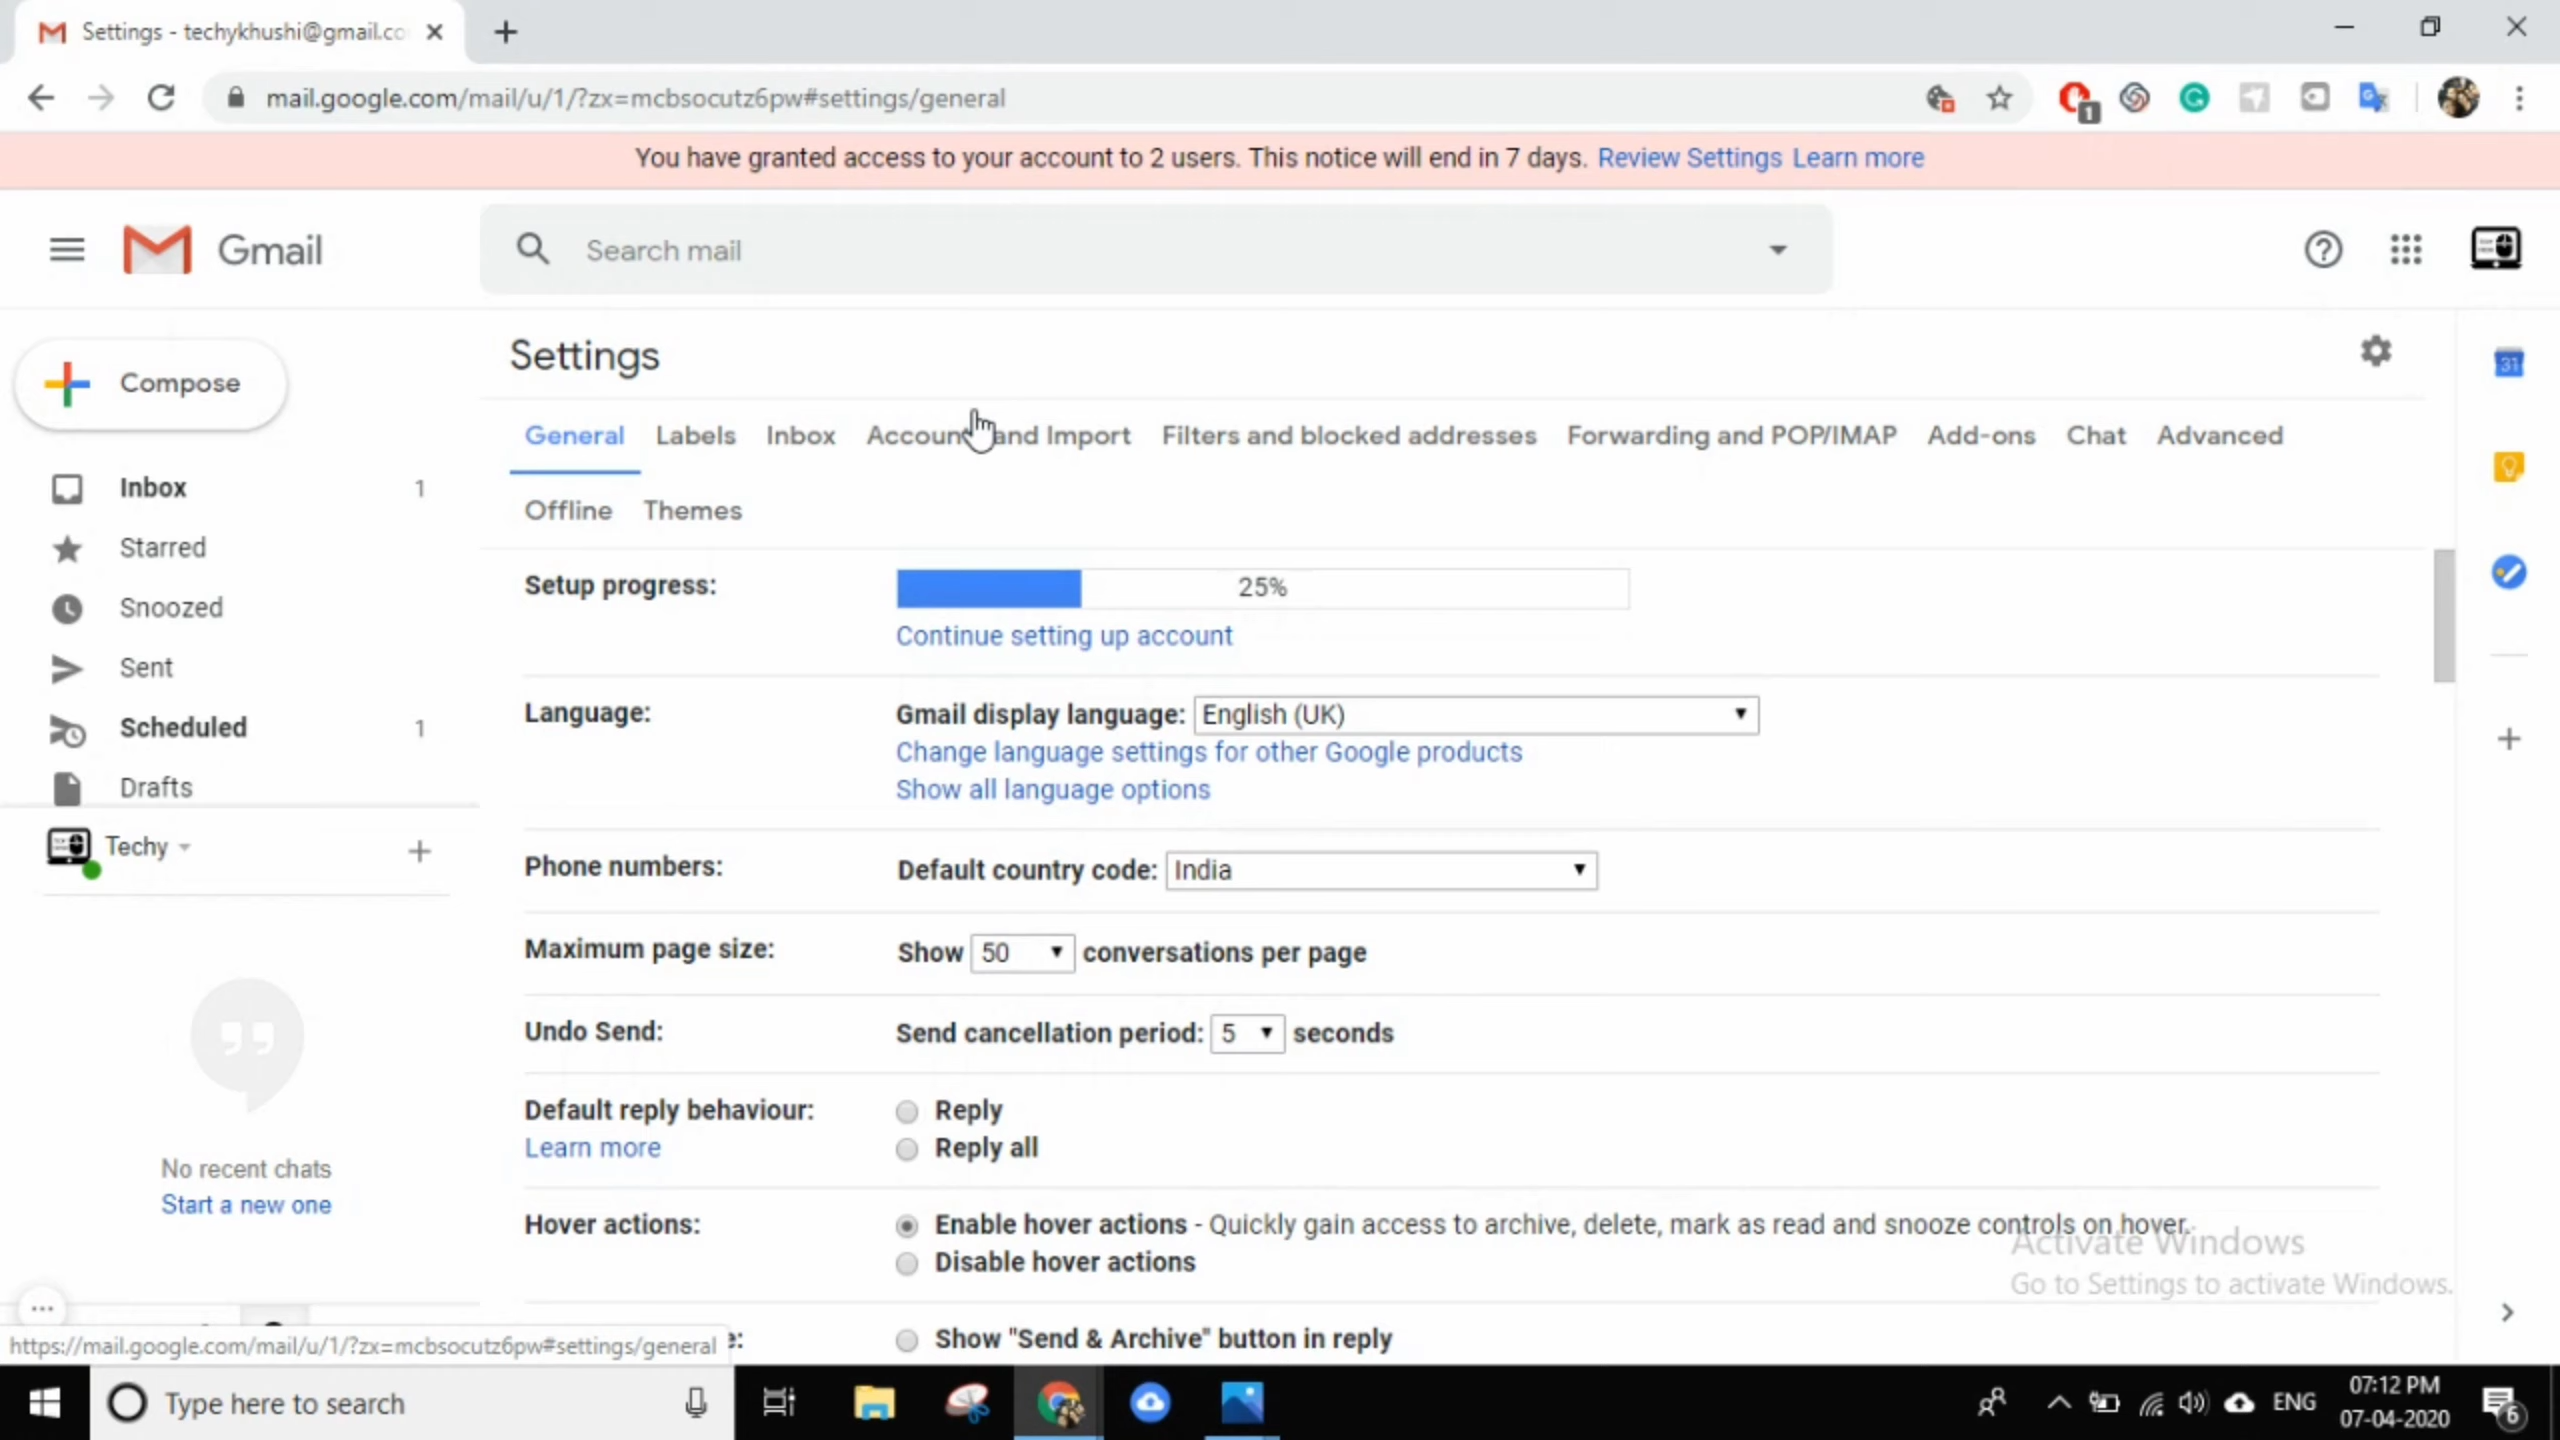 Settings - techykhushi@gmail.co
mail.google.com/mail/u/1/?zx=mcbsocutz6pw#settings/general
1
You have granted access to your account to 2 users. This notice will end in 7 days. Review Settings Learn more
Gmail
Search mail
Compose
Settings
31
General Labels Inbox Accounts and Import Filters and blocked addresses Forwarding and POP/IMAP Add-ons Chat Advanced
Offline Themes
Inbox 1
Starred
Snoozed
Sent
Scheduled 1
Drafts
Techy
No recent chats
Start a new one
Setup progress: 25%
Continue setting up account
Language: Gmail display language: English (UK)
Change language settings for other Google products
Show all language options
Phone numbers: Default country code: India
Maximum page size: Show 50 conversations per page
Undo Send: Send cancellation period: 5 seconds
Default reply behaviour: Reply
Learn more Reply all
Hover actions: Enable hover actions - Quickly gain access to archive, delete, mark as read and snooze controls on hover.
Disable hover actions
Show "Send & Archive" button in reply
Activate Windows
Go to Settings to activate Windows.
https://mail.google.com/mail/u/1/?zx=mcbsocutz6pw#settings/general
Type here to search
ENG
07:12 PM
07-04-2020
6